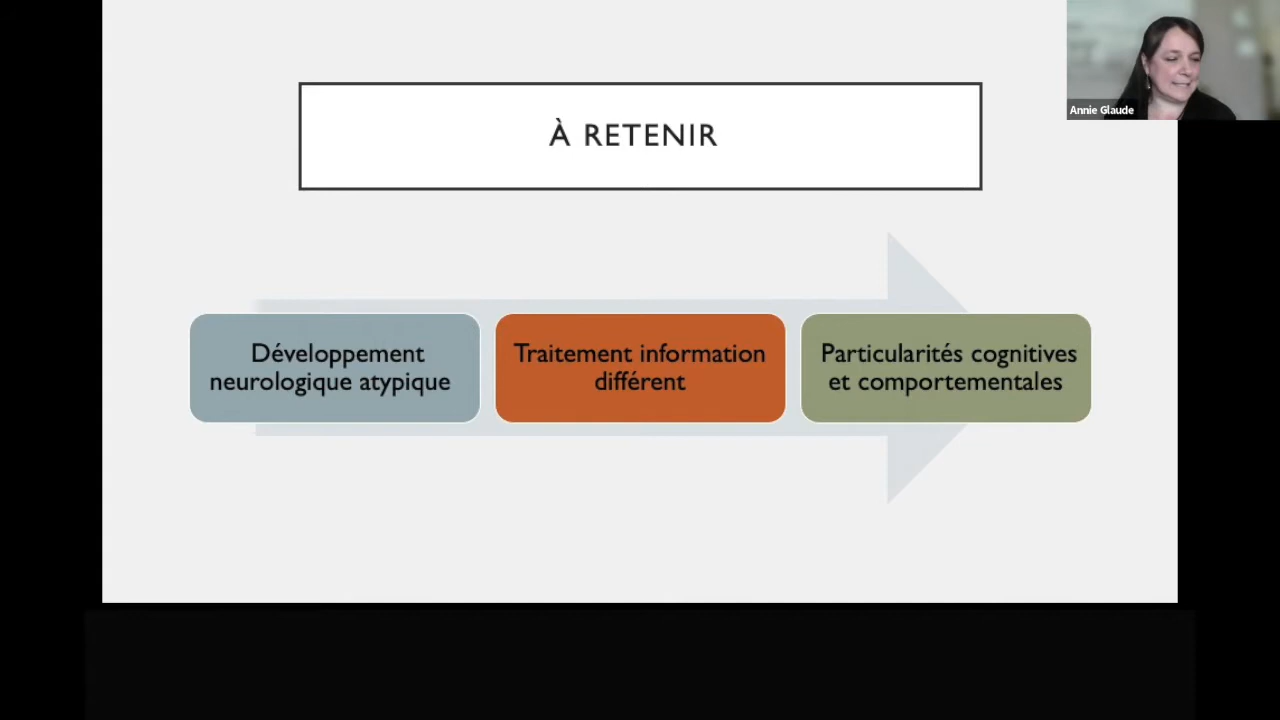 Annie Glaude
À RETENIR
Développement
neurologique atypique
Traitement information
différent
Particularités cognitives
et comportementales